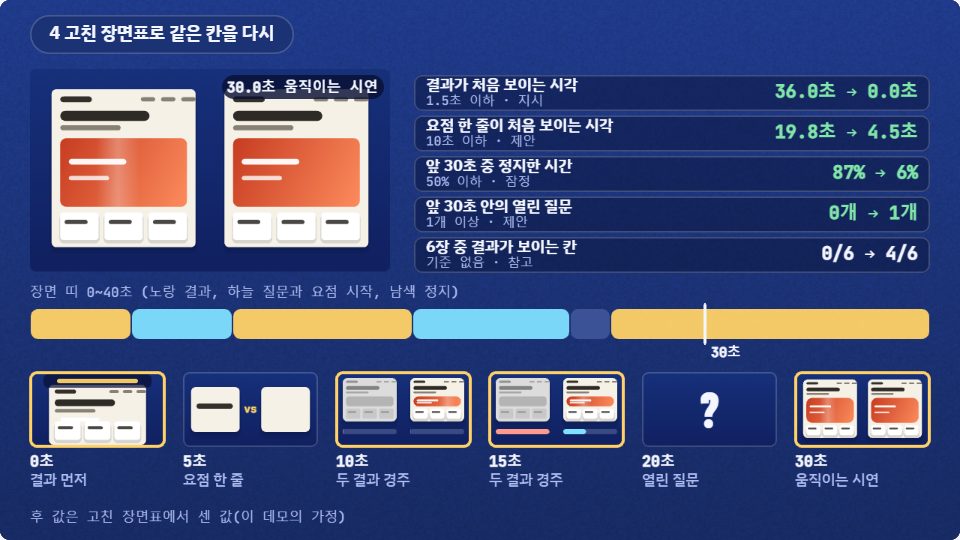 4 고친 장면표로 같은 칸을 다시
30.0초 움직이는 시연
결과가 처음 보이는 시각
1.5초 이하 · 지시
36.0초 → 0.0초
요점 한 줄이 처음 보이는 시각
10초 이하 · 제안
19.8초 → 4.5초
앞 30초 중 정지한 시간
50% 이하 · 잠정
87% → 6%
앞 30초 안의 열린 질문
1개 이상 · 제안
0개 → 1개
6장 중 결과가 보이는 칸
기준 없음 · 참고
0/6 → 4/6
장면 띠 0~40초 (노랑 결과, 하늘 질문과 요점 시작, 남색 정지)
30초
vs
?
0초
결과 먼저
5초
요점 한 줄
10초
두 결과 경주
15초
두 결과 경주
20초
열린 질문
30초
움직이는 시연
후 값은 고친 장면표에서 센 값(이 데모의 가정)